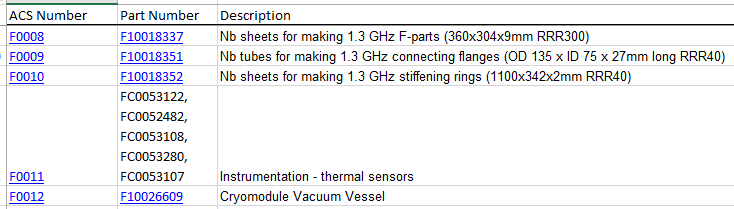 ACS Number Part Number Description
F0008 F10018337 Nb sheets for making 1.3 GHz F-parts (360x304x9mm RRR300)
F0009 F10018351 Nb tubes for making 1.3 GHz connecting flanges (OD 135 x ID 75 x 27mm long RRR40)
F0010 F10018352 Nb sheets for making 1.3 GHz stiffening rings (1100x342x2mm RRR40)
FC0053122,
FC0052482,
FC0053108,
FC0053280,
F0011 FC0053107 Instrumentation - thermal sensors
F0012 F10026609 Cryomodule Vacuum Vessel